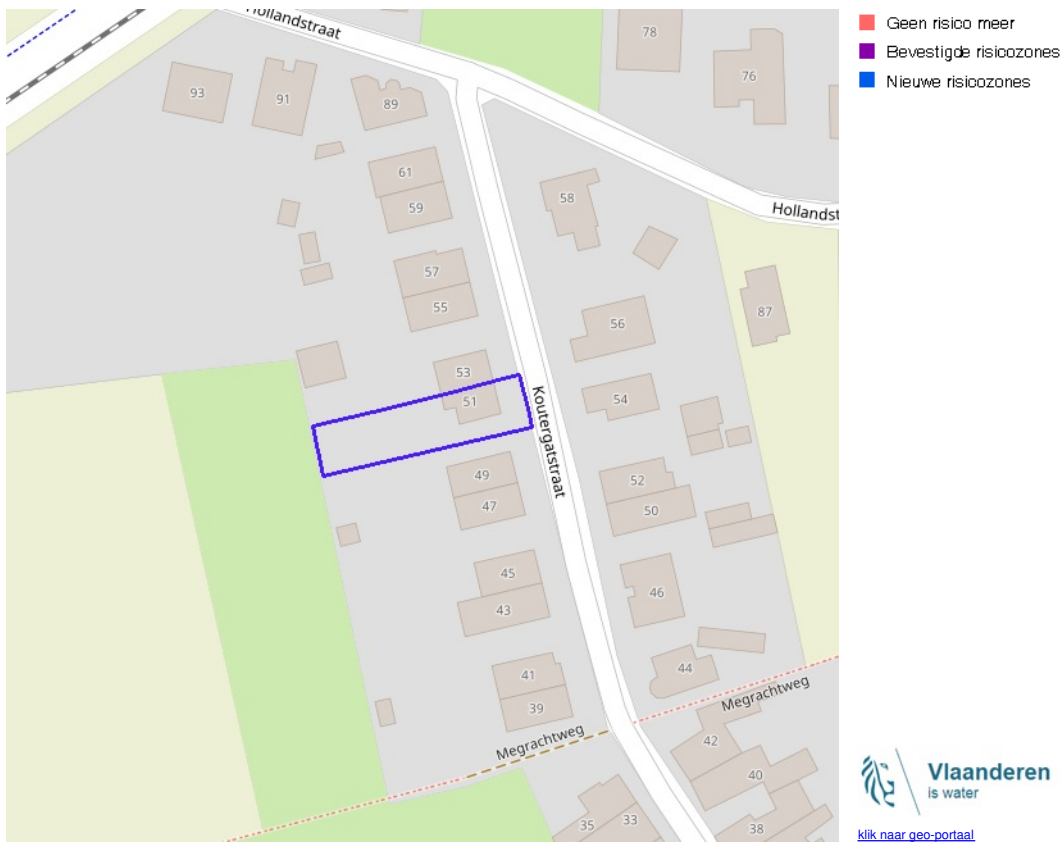 Hollandstraat
78
76
93
91
89
61
59
58
Hollandst
57
55
56
87
53
51
54
Koutergatstraat
49
47
52
50
45
43
46
41
39
44
Megrachtweg
Megrachtweg
42
40
35
33
38
Geen risico meer
Bevestigde risicozones
Nieuwe risicozones
Vlaanderen
is water
klik naar geo-portaal